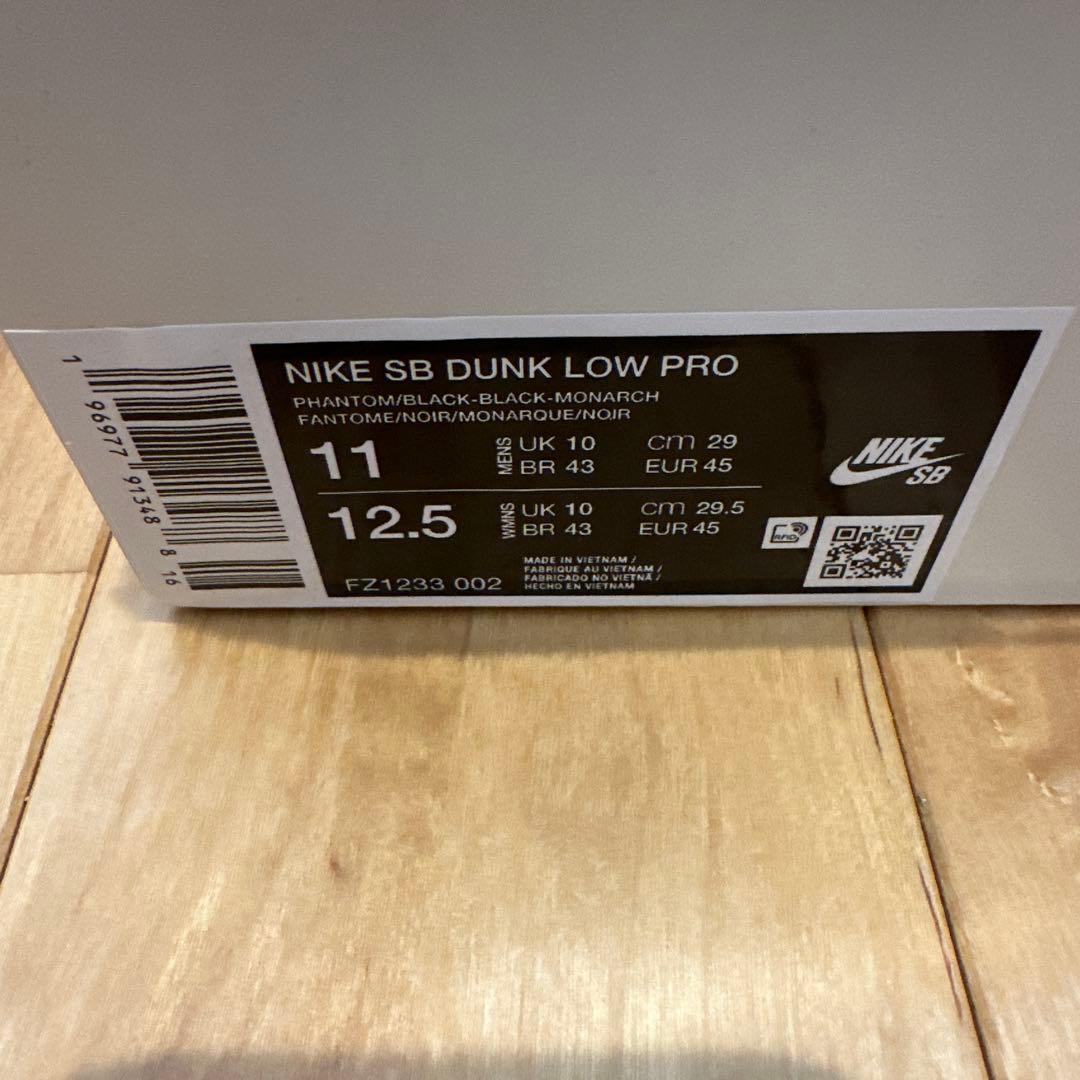 NIKE SB DUNK LOW PRO
PHANTOM/BLACK-BLACK-MONARCH
FANTOME/NOIR/MONARQUE/NOIR
11 MENS UK 10 cm 29
BR 43 EUR 45
12.5 WMNS UK 10 cm 29.5
BR 43 EUR 45
FZ1233 002
MADE IN VIETNAM /
FABRIQUE AU VIETNAM /
FABRICADO NO VIETNÃ /
HECHO EN VIETNAM
NIKE
SB
RFID
1 96977 91348 8 16